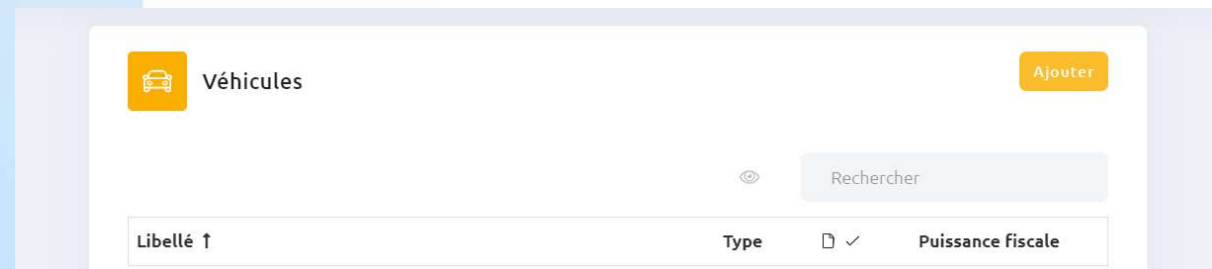 Véhicules
Ajouter
Rechercher
Libellé ↑ Type Puissance fiscale